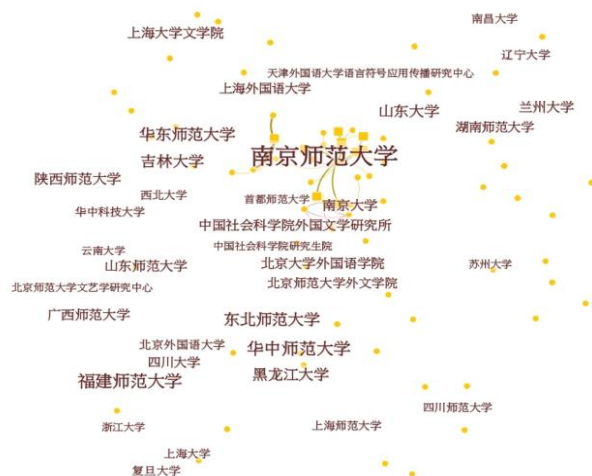 南昌大学
上海大学文学院
辽宁大学
天津外国语大学语言符号应用传播研究中心
上海外国语大学
山东大学
兰州大学
湖南师范大学
华东师范大学
南京师范大学
吉林大学
陕西师范大学
西北大学
首都师范大学
南京大学
华中科技大学
中国社会科学院外国文学研究所
中国社会科学院研究生院
云南大学
山东师范大学
北京大学外国语学院
苏州大学
北京师范大学文艺学研究中心
北京师范大学外文学院
广西师范大学
东北师范大学
北京外国语大学
华中师范大学
四川大学
福建师范大学
黑龙江大学
四川师范大学
浙江大学
上海师范大学
上海大学
复旦大学